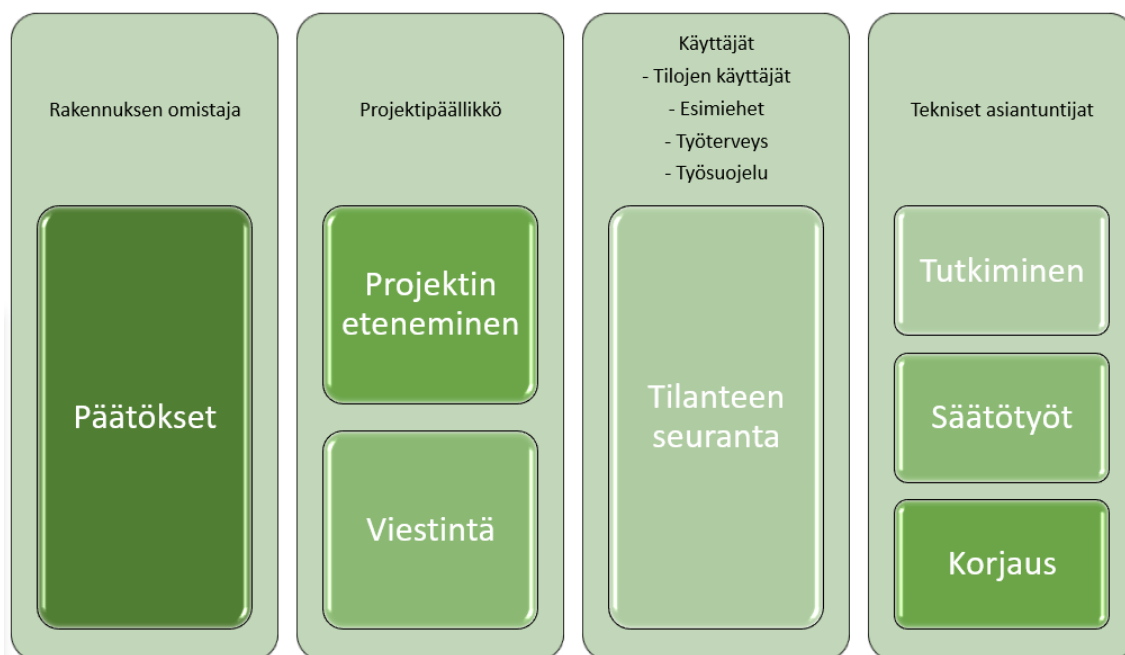 Rakennuksen omistaja
Päätökset
Projektipäällikkö
Projektin
eteneminen
Viestintä
Käyttäjät
- Tilojen käyttäjät
- Esimiehet
- Työterveys
- Työsuojelu
Tilanteen
seuranta
Tekniset asiantuntijat
Tutkiminen
Säätötyöt
Korjaus